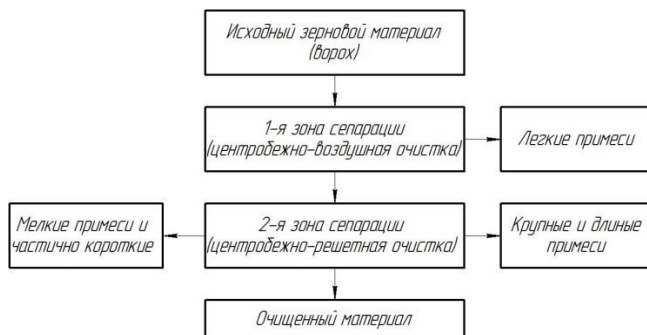 Исходный зерновой материал
(ворох)
1-я зона сепарации
(центробежно-воздушная очистка)
Легкие примеси
Мелкие примеси и
частично короткие
2-я зона сепарации
(центробежно-решетная очистка)
Крупные и длиные
примеси
Очищенный материал